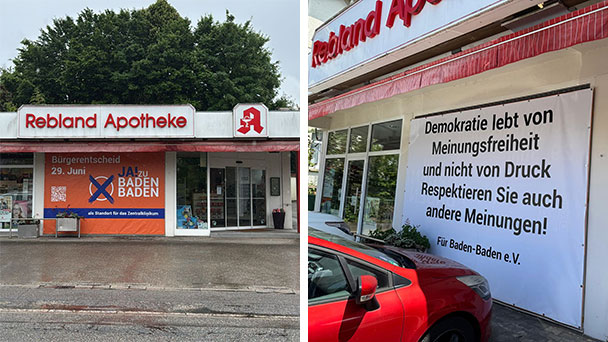 Rebland Apotheke
Bürgerentscheid
29. Juni
JA! zu
BADEN
BADEN
als Standort für das Zentralklinikum
Rebland Apo
Demokratie lebt von
Meinungsfreiheit
und nicht von Druck
Respektieren Sie auch
andere Meinungen!
Für Baden-Baden e.V.